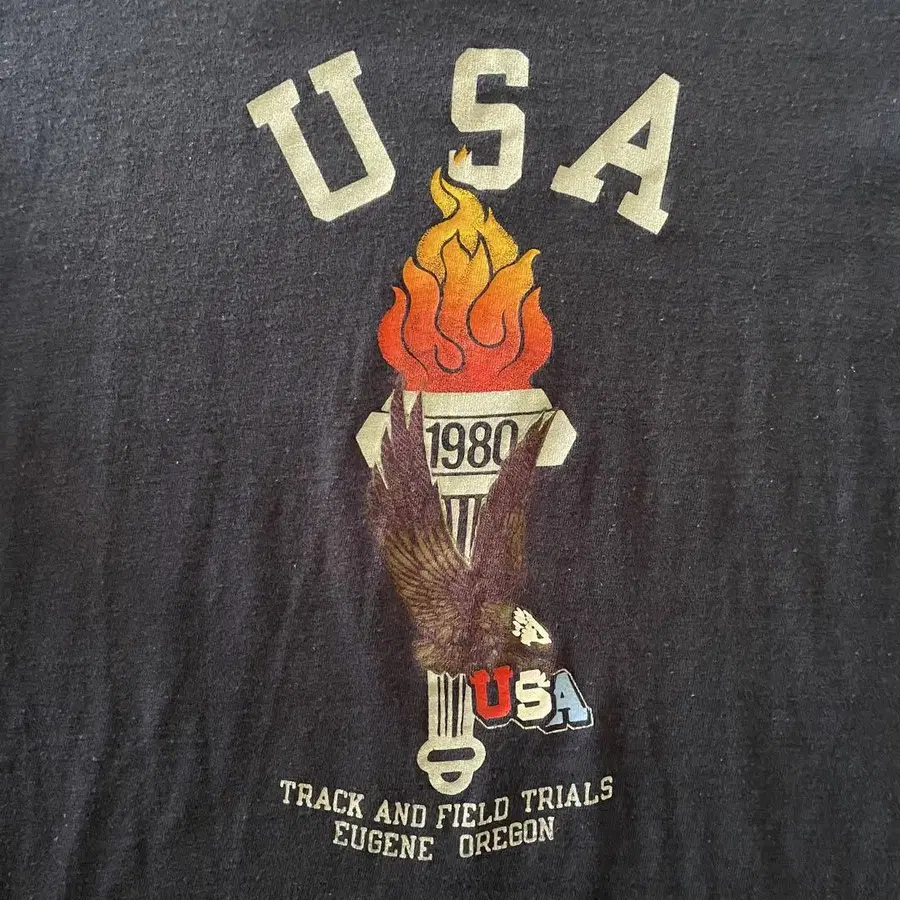 USA
1980
USA
TRACK AND FIELD TRIALS
EUGENE OREGON